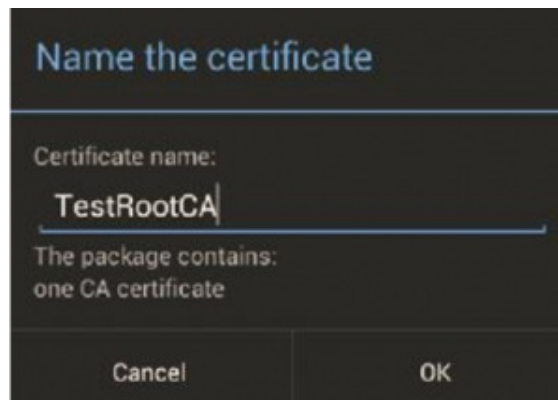 Name the certificate
Certificate name:
TestRootCA
The package contains:
one CA certificate
Cancel OK